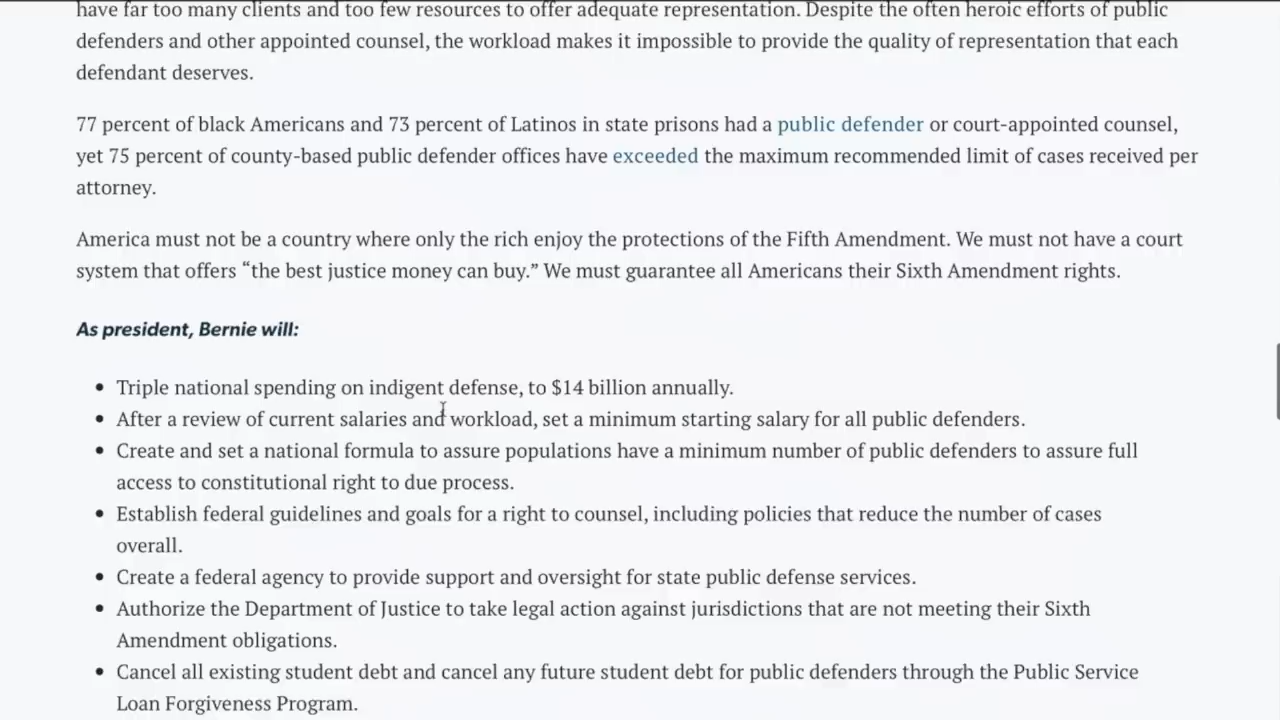 have far too many clients and too few resources to offer adequate representation. Despite the often heroic efforts of public
defenders and other appointed counsel, the workload makes it impossible to provide the quality of representation that each
defendant deserves.
77 percent of black Americans and 73 percent of Latinos in state prisons had a public defender or court-appointed counsel,
yet 75 percent of county-based public defender offices have exceeded the maximum recommended limit of cases received per
attorney.
America must not be a country where only the rich enjoy the protections of the Fifth Amendment. We must not have a court
system that offers “the best justice money can buy.” We must guarantee all Americans their Sixth Amendment rights.
As president, Bernie will:
• Triple national spending on indigent defense, to $14 billion annually.
• After a review of current salaries and workload, set a minimum starting salary for all public defenders.
• Create and set a national formula to assure populations have a minimum number of public defenders to assure full
access to constitutional right to due process.
• Establish federal guidelines and goals for a right to counsel, including policies that reduce the number of cases
overall.
• Create a federal agency to provide support and oversight for state public defense services.
• Authorize the Department of Justice to take legal action against jurisdictions that are not meeting their Sixth
Amendment obligations.
• Cancel all existing student debt and cancel any future student debt for public defenders through the Public Service
Loan Forgiveness Program.